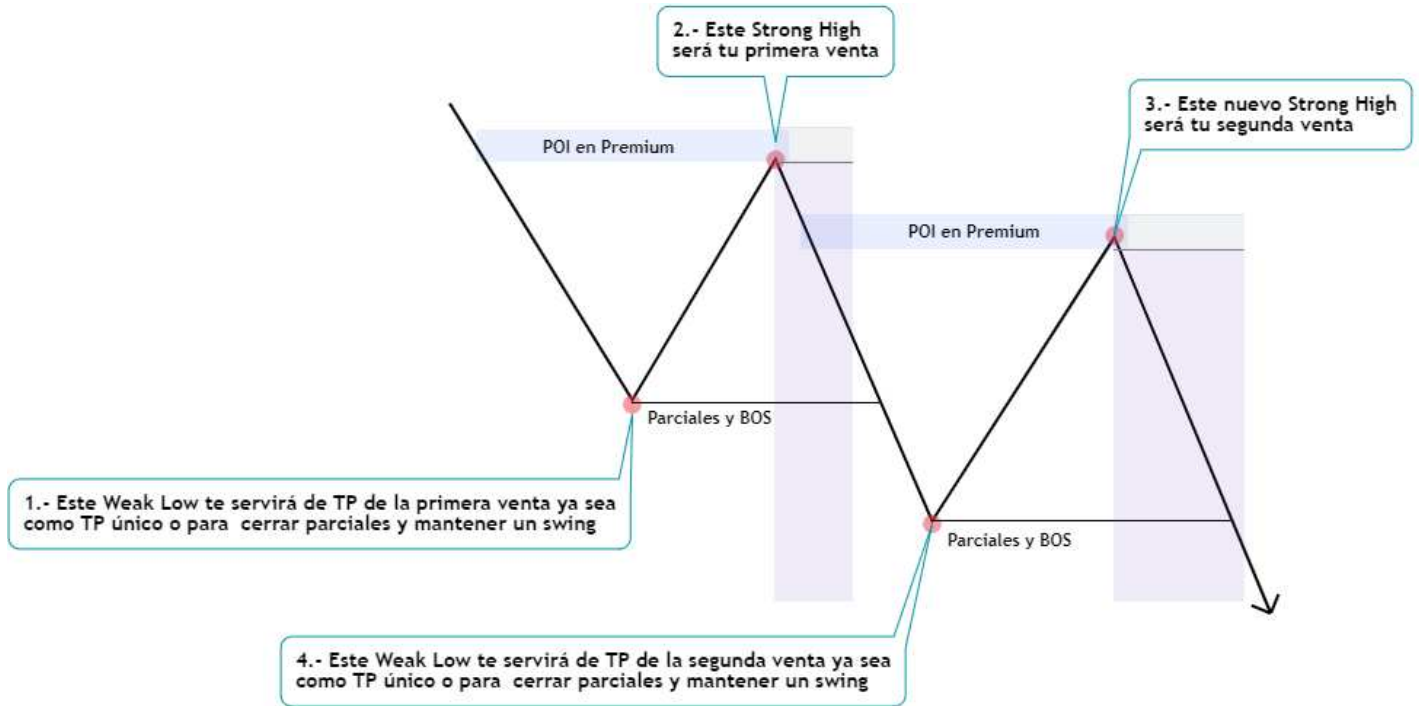 2.- Este Strong High
será tu primera venta
3.- Este nuevo Strong High
será tu segunda venta
POI en Premium
POI en Premium
Parciales y BOS
1.- Este Weak Low te servirá de TP de la primera venta ya sea
como TP único o para  cerrar parciales y mantener un swing
Parciales y BOS
4.- Este Weak Low te servirá de TP de la segunda venta ya sea
como TP único o para  cerrar parciales y mantener un swing